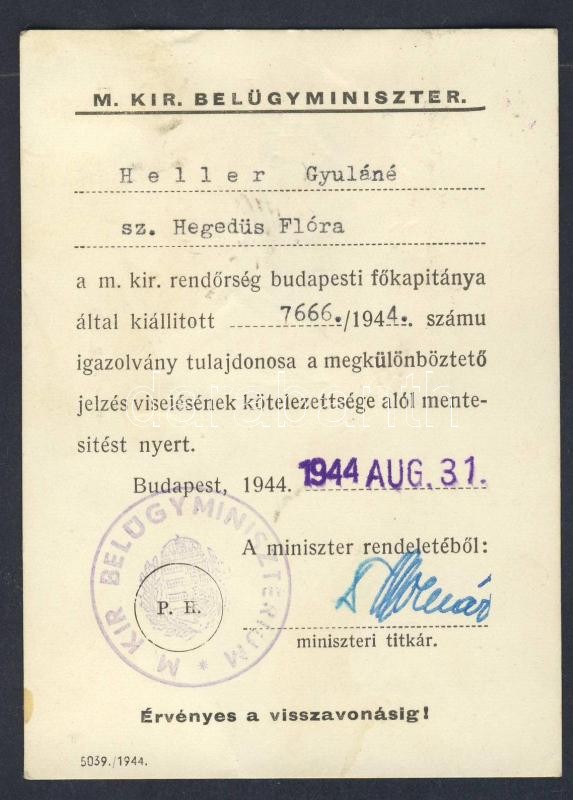 M. KIR. BELÜGYMINISZTER.
Heller Gyuláné
sz. Hegedüs Flóra
a m. kir. rendőrség budapesti főkapitánya
által kiállitott 7666./1944. számu
igazolvány tulajdonosa a megkülönböztető
jelzés viselésének kötelezettsége alól mente-
sitést nyert.
Budapest, 1944. 1944 AUG. 31.
A miniszter rendeletéből:
miniszteri titkár.
M. KIR BELÜGYMINISZTERIUM *
P. H.
Érvényes a visszavonásig!
5039./1944.
darabanth